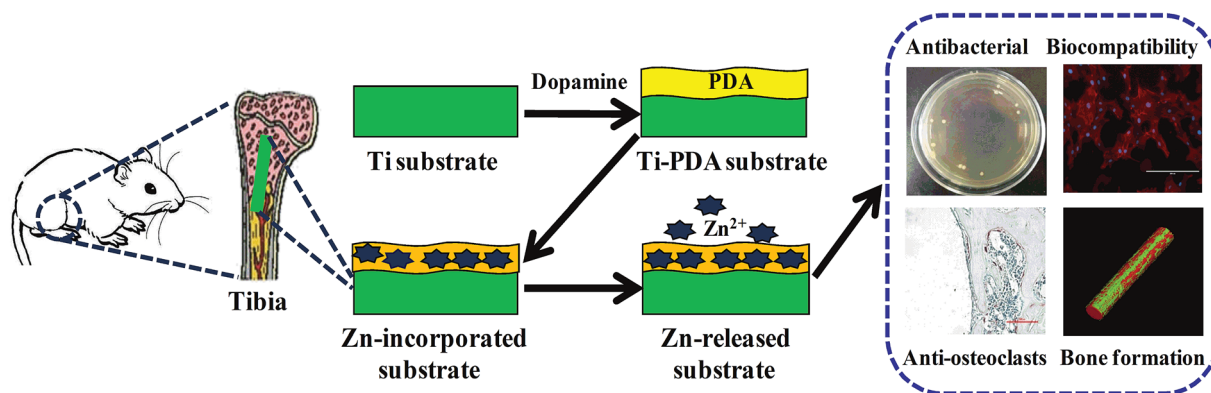 Antibacterial
Biocompatibility
Dopamine
PDA
Ti substrate
Ti-PDA substrate
Zn²⁺
Tibia
Zn-incorporated
substrate
Zn-released
substrate
Anti-osteoclasts
Bone formation